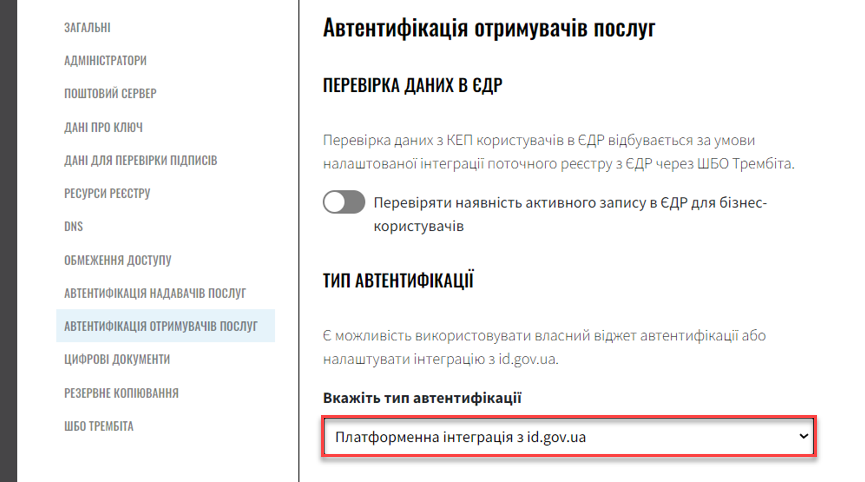 ЗАГАЛЬНІ
АДМІНІСТРАТОРИ
ПОШТОВИЙ СЕРВЕР
ДАНІ ПРО КЛЮЧ
ДАНІ ДЛЯ ПЕРЕВІРКИ ПІДПИСІВ
РЕСУРСИ РЕЄСТРУ
DNS
ОБМЕЖЕННЯ ДОСТУПУ
АВТЕНТИФІКАЦІЯ НАДАВАЧІВ ПОСЛУГ
АВТЕНТИФІКАЦІЯ ОТРИМУВАЧІВ ПОСЛУГ
ЦИФРОВІ ДОКУМЕНТИ
РЕЗЕРВНЕ КОПІЮВАННЯ
ШБО ТРЕМБІТА
Автентифікація отримувачів послуг
ПЕРЕВІРКА ДАНИХ В ЄДР
Перевірка даних з КЕП користувачів в ЄДР відбувається за умови
налаштованої інтеграції поточного реєстру з ЄДР через ШБО Трембіта.
Перевіряти наявність активного запису в ЄДР для бізнес-
користувачів
ТИП АВТЕНТИФІКАЦІЇ
Є можливість використовувати власний віджет автентифікації або
налаштувати інтеграцію з id.gov.ua.
Вкажіть тип автентифікації
Платформенна інтеграція з id.gov.ua